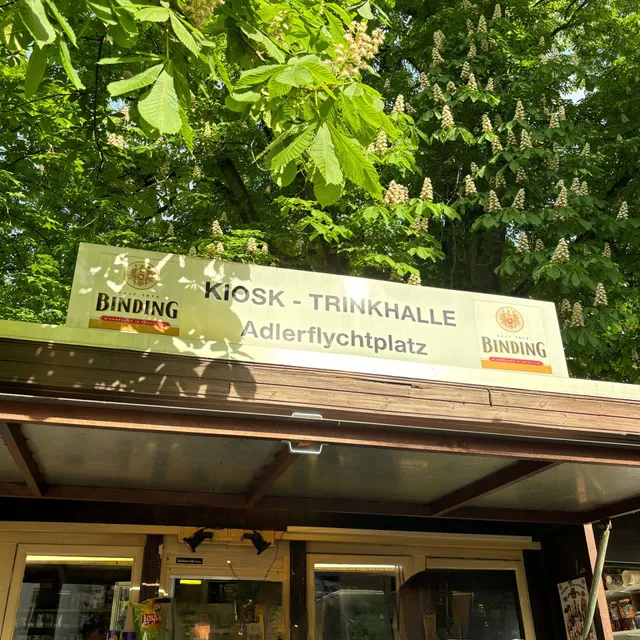 KIOSK - TRINKHALLE
Adlerflychtplatz
BINDING
BINDING